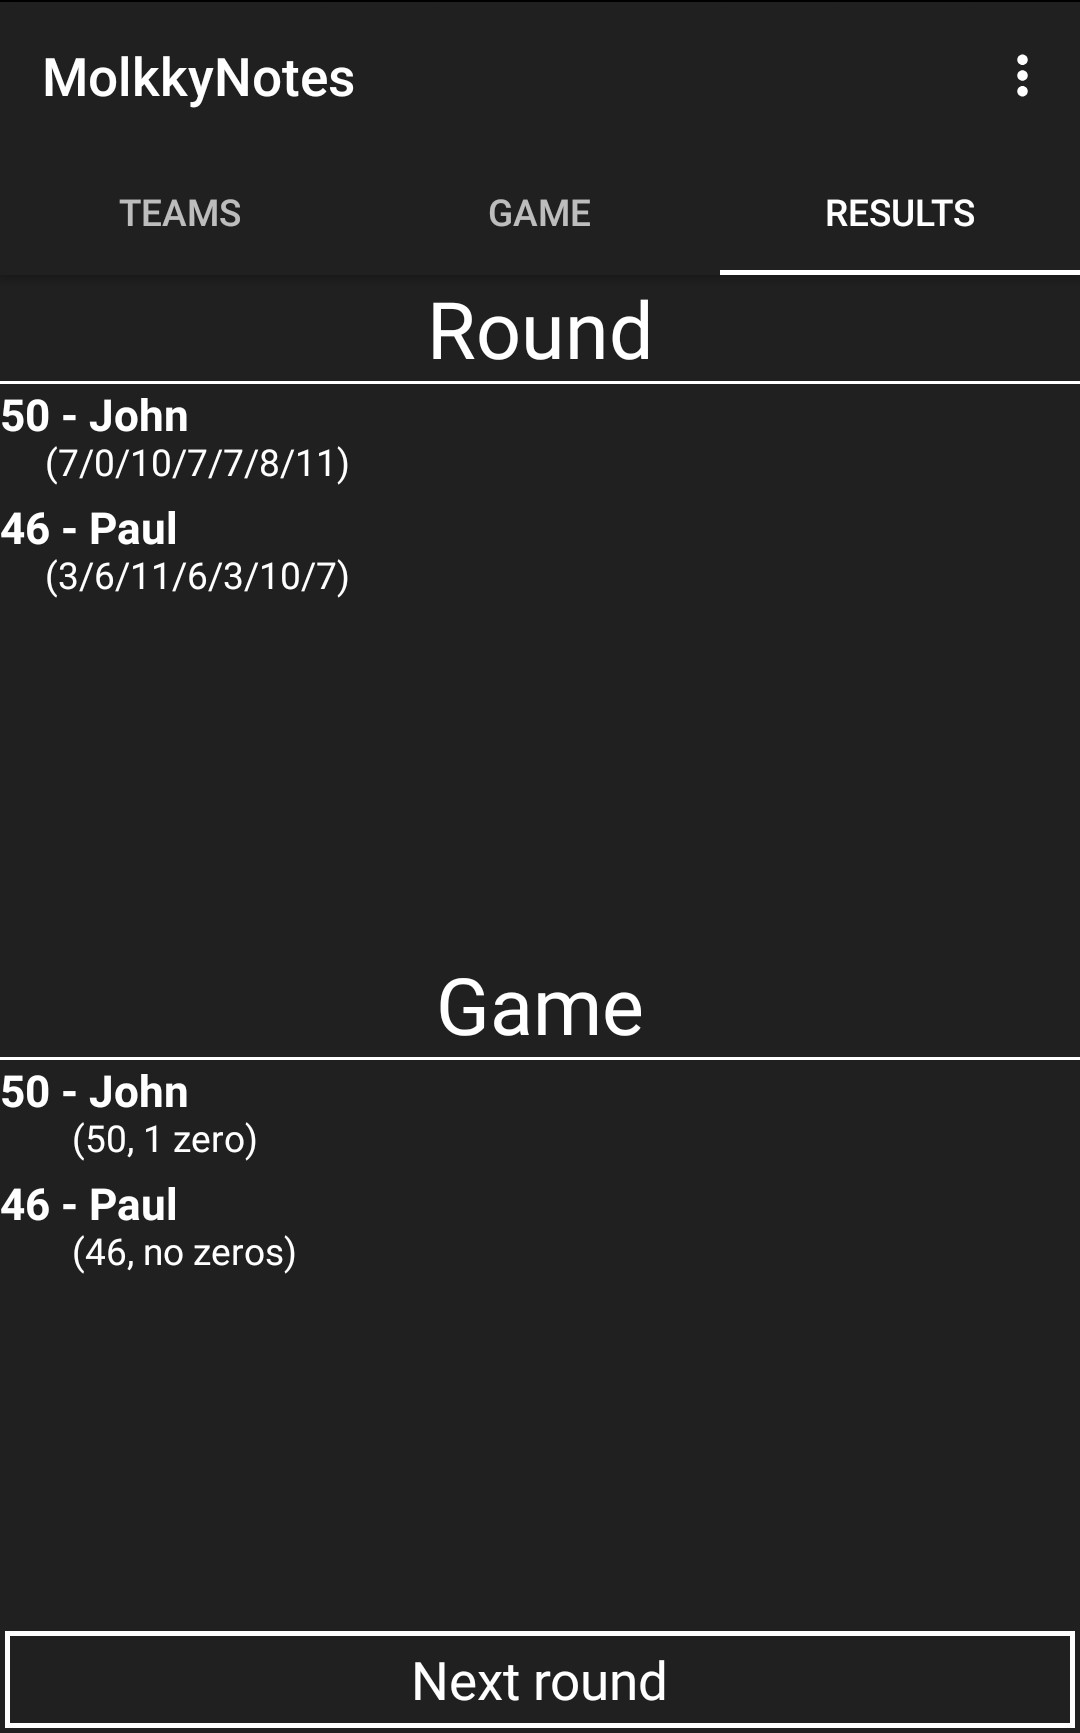 MolkkyNotes
TEAMS GAME RESULTS
Round
50 - John
(7/0/10/7/7/8/11)
46 - Paul
(3/6/11/6/3/10/7)
Game
50 - John
(50, 1 zero)
46 - Paul
(46, no zeros)
Next round